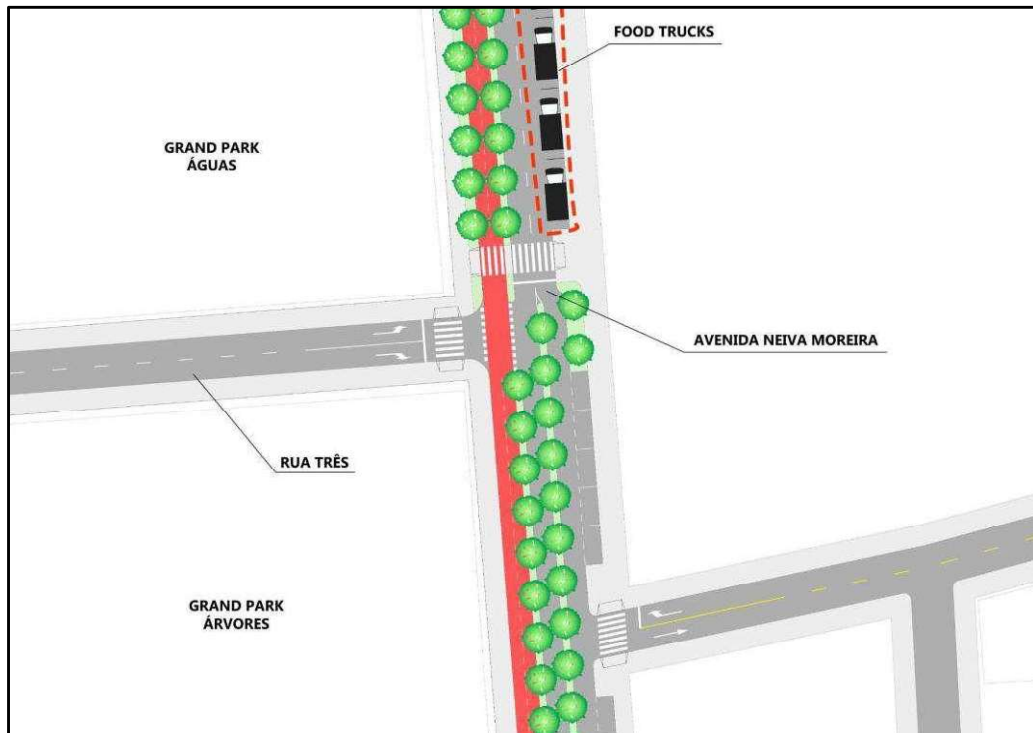 FOOD TRUCKS
GRAND PARK
ÁGUAS
AVENIDA NEIVA MOREIRA
RUA TRÊS
GRAND PARK
ÁRVORES